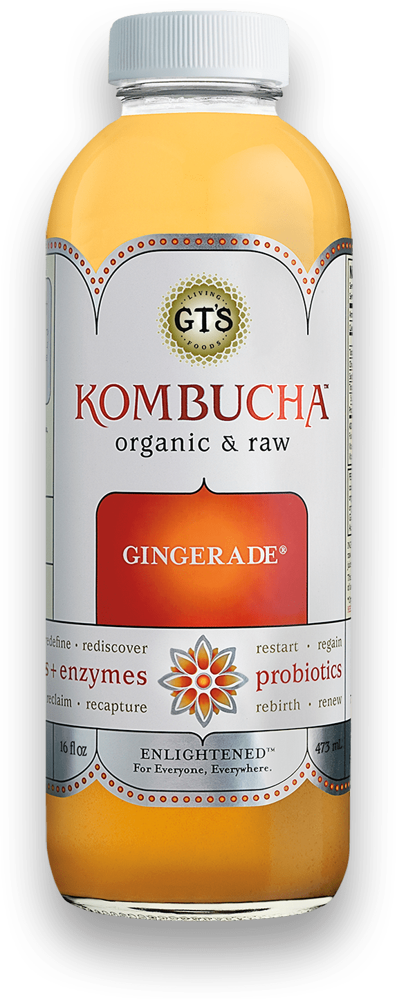 LIVING
GT'S
FOODS
KOMBUCHA™
organic & raw
GINGERADE®
redefine · rediscover
restart · regain
+ enzymes
probiotics
reclaim · recapture
rebirth · renew
16 fl oz
ENLIGHTENED™
473 mL
For Everyone, Everywhere.